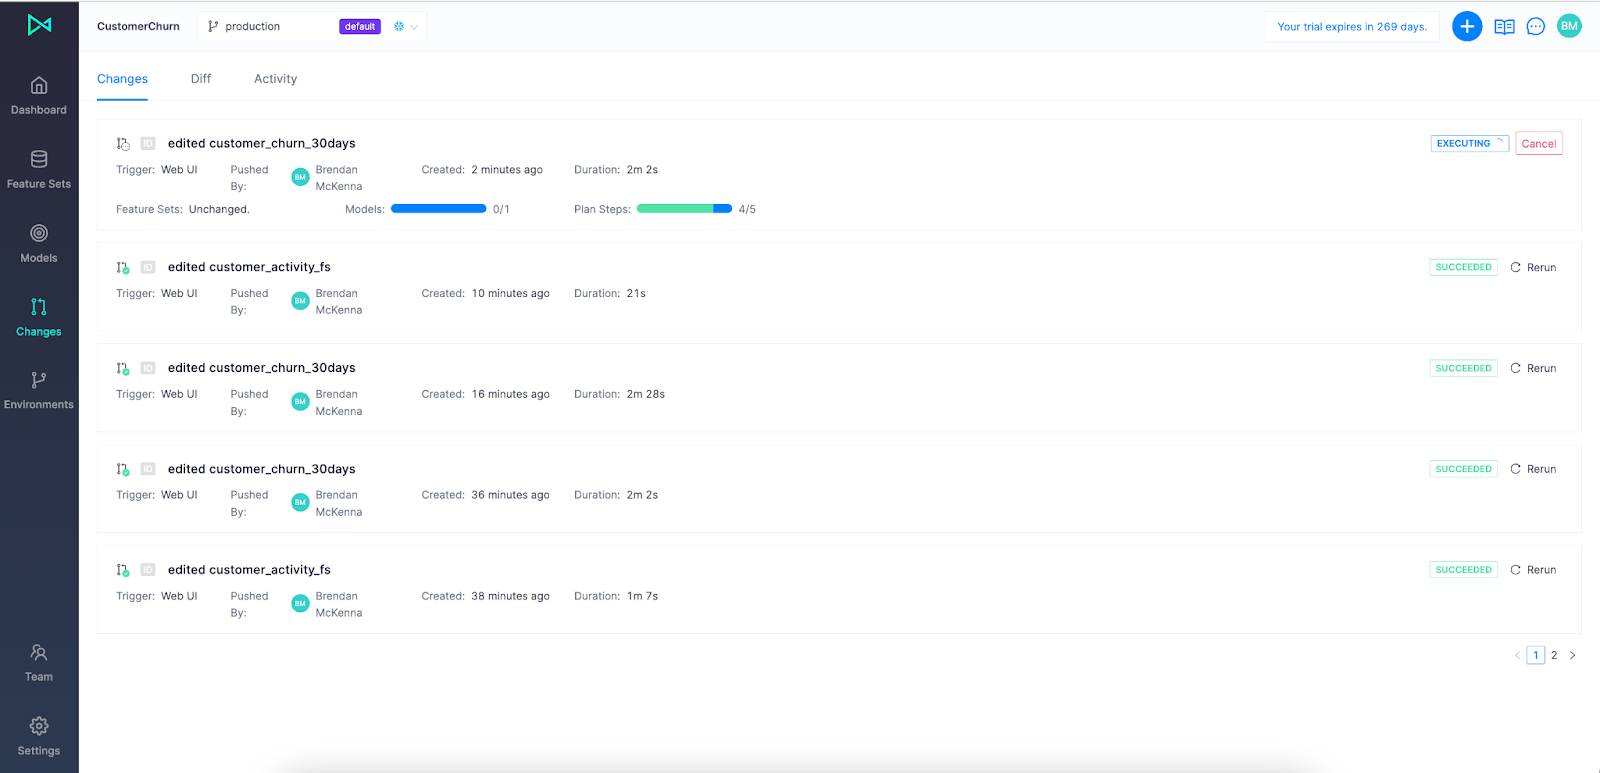 CustomerChurn production default Your trial expires in 269 days. BM
Dashboard
Feature Sets
Models
Changes
Environments
Team
Settings
Changes Diff Activity
ID edited customer_churn_30days EXECUTING Cancel
Trigger: Web UI Pushed By: BM Brendan McKenna Created: 2 minutes ago Duration: 2m 2s
Feature Sets: Unchanged. Models: 0/1 Plan Steps: 4/5
ID edited customer_activity_fs SUCCEEDED Rerun
Trigger: Web UI Pushed By: BM Brendan McKenna Created: 10 minutes ago Duration: 21s
ID edited customer_churn_30days SUCCEEDED Rerun
Trigger: Web UI Pushed By: BM Brendan McKenna Created: 16 minutes ago Duration: 2m 28s
ID edited customer_churn_30days SUCCEEDED Rerun
Trigger: Web UI Pushed By: BM Brendan McKenna Created: 36 minutes ago Duration: 2m 2s
ID edited customer_activity_fs SUCCEEDED Rerun
Trigger: Web UI Pushed By: BM Brendan McKenna Created: 38 minutes ago Duration: 1m 7s
1 2